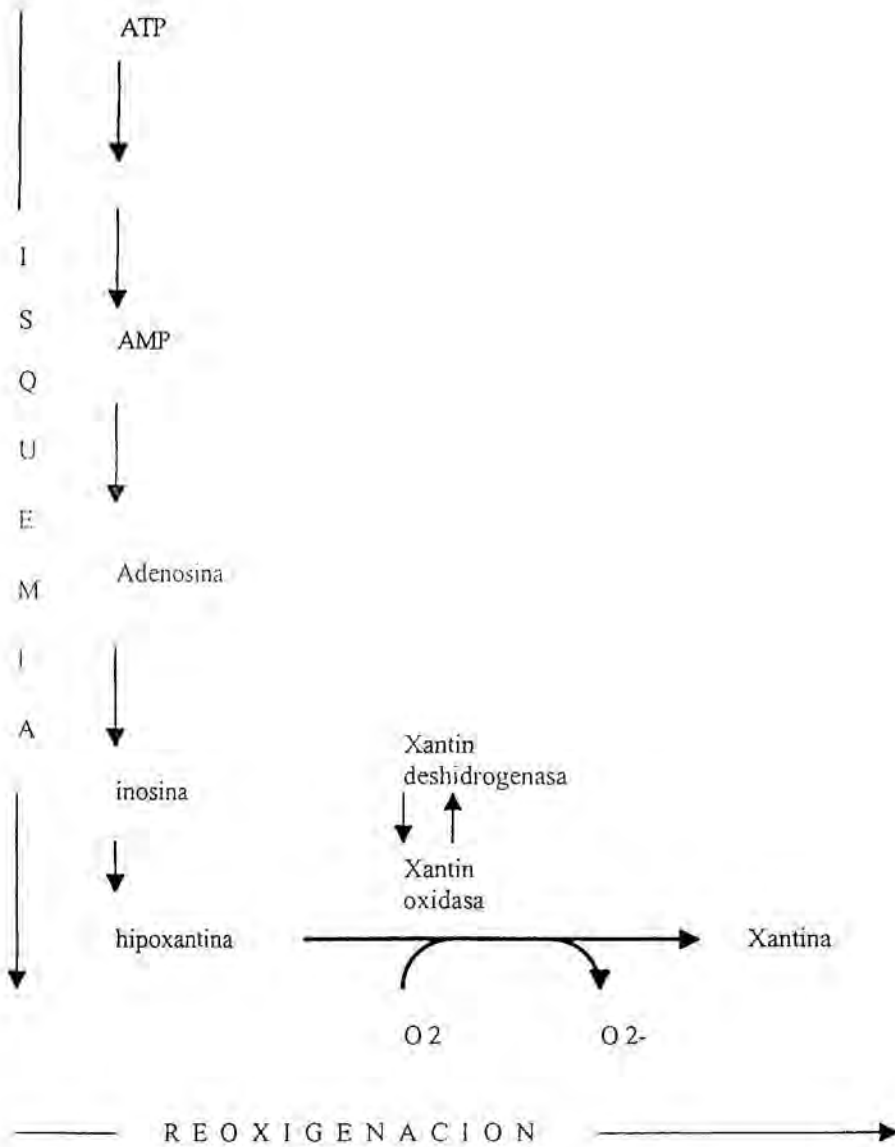 ATP
I
S
Q
U
E
M
I
A
AMP
Adenosina
inosina
hipoxantina
Xantin
deshidrogenasa
Xantin
oxidasa
Xantina
O 2
O 2-
R E O X I G E N A C I O N